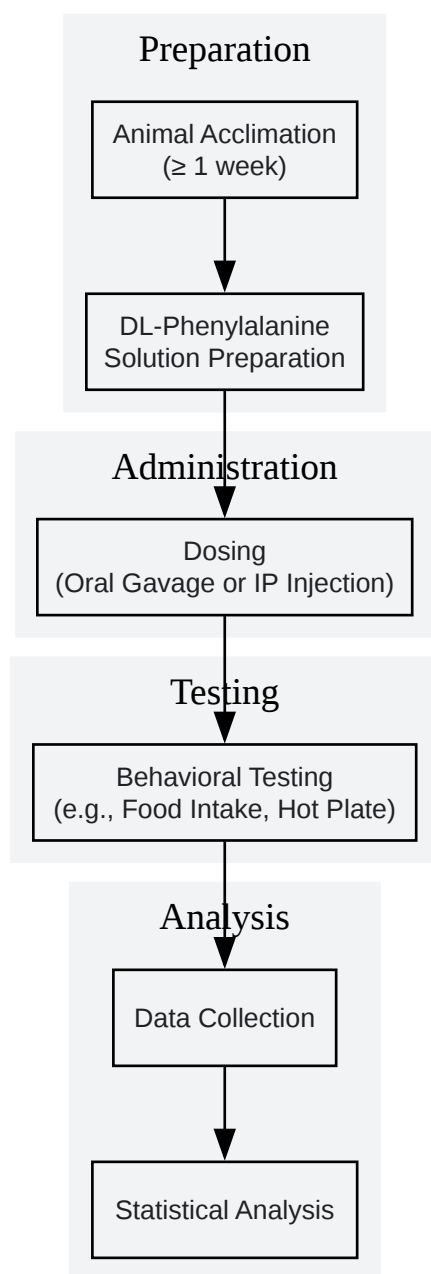 Preparation
Animal Acclimation
(≥ 1 week)
DL-Phenylalanine
Solution Preparation
Administration
Dosing
(Oral Gavage or IP Injection)
Testing
Behavioral Testing
(e.g., Food Intake, Hot Plate)
Analysis
Data Collection
Statistical Analysis